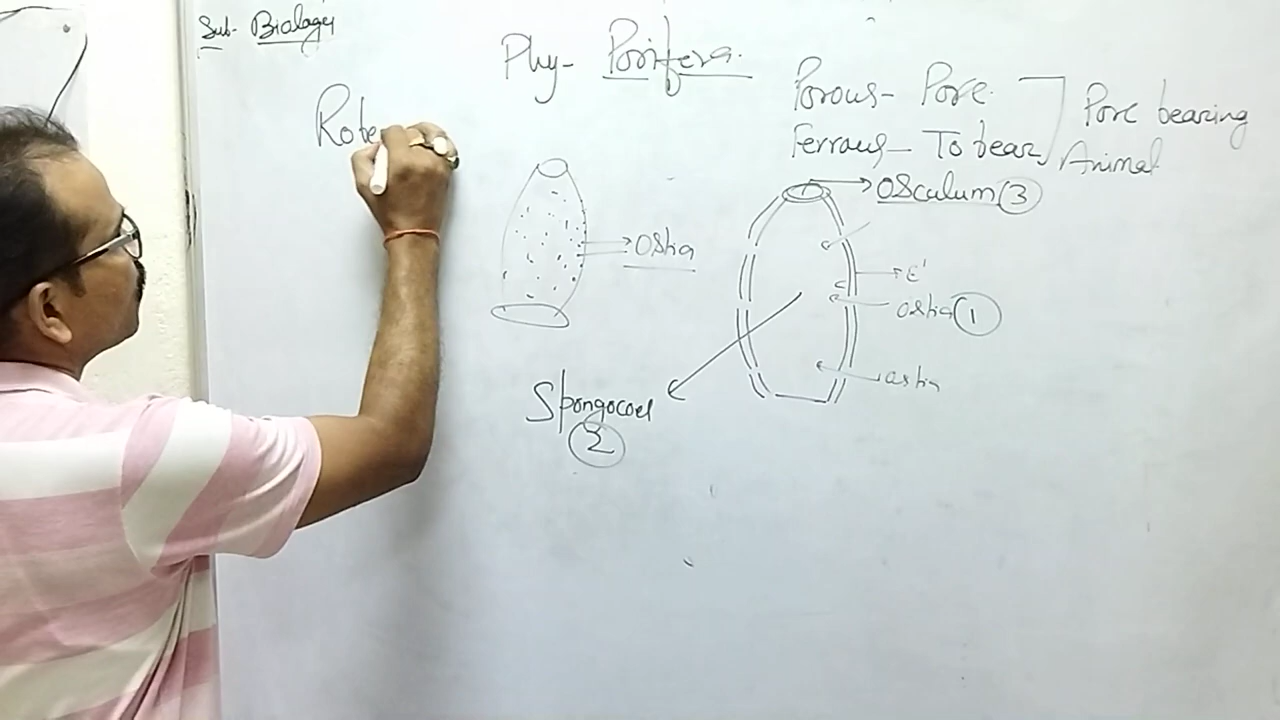 Sub- Biology
Phy- Porifera.
Robe
Porous- Pore.
Ferrous- To bear
Pore bearing
Animal
Osculum (3)
Ostia
E'
Ostia (1)
ostia
Spongocoel
2